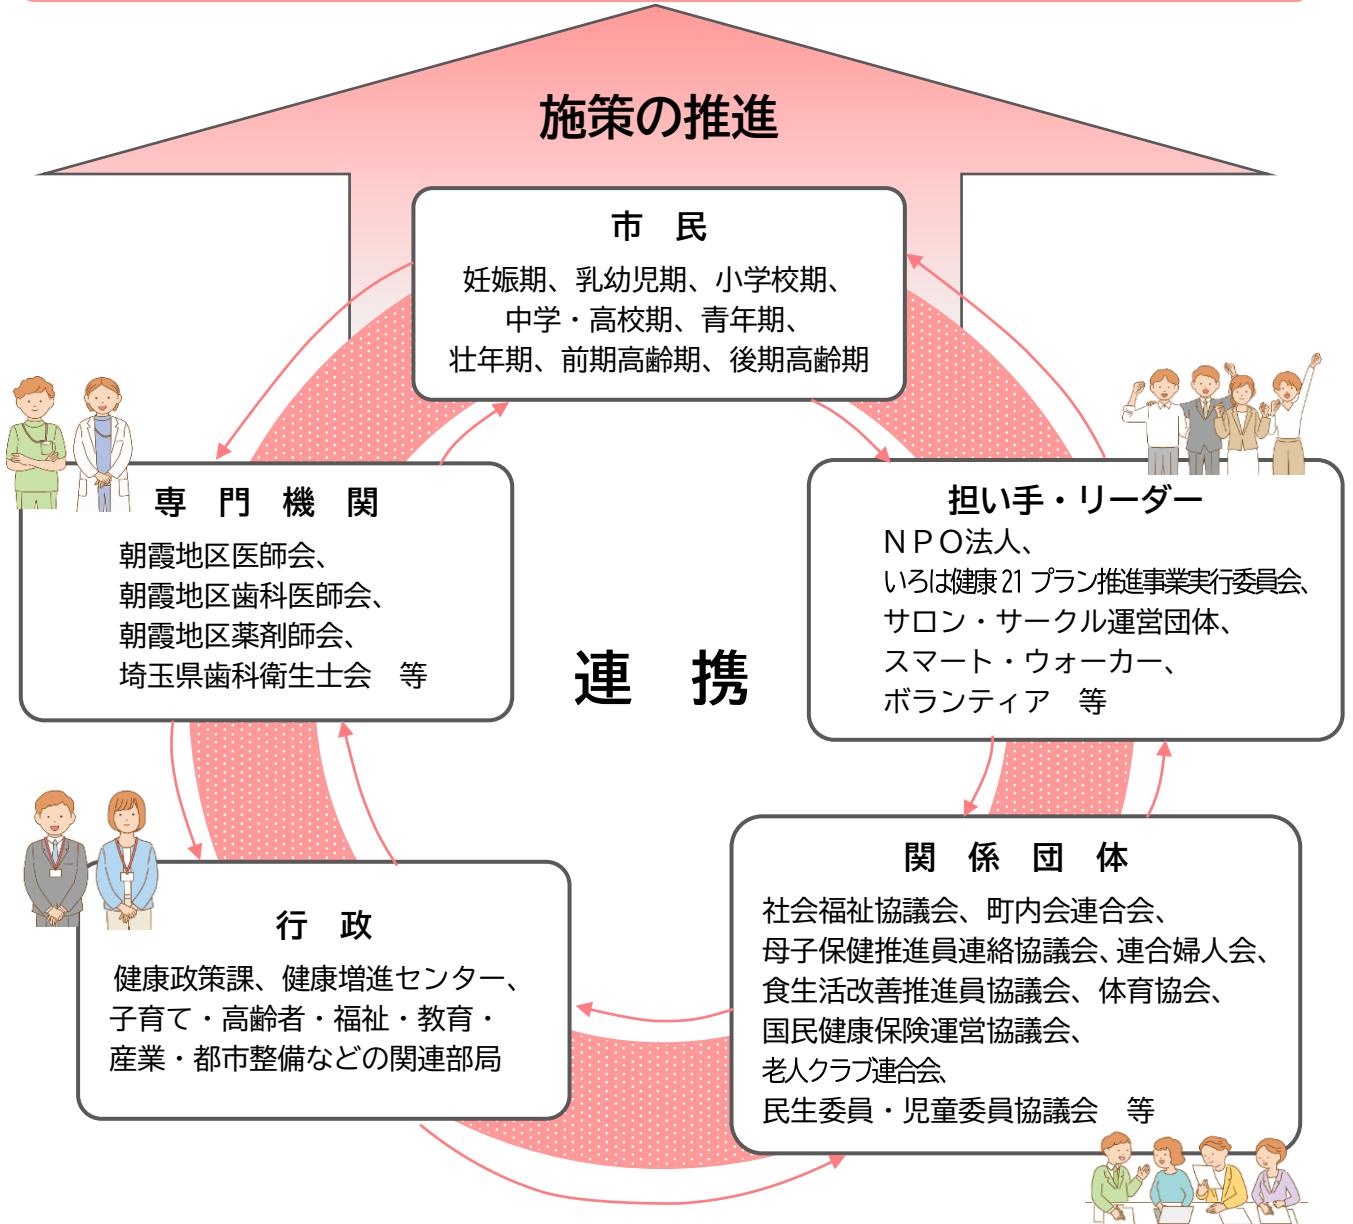 施策の推進
市　民
妊娠期、乳幼児期、小学校期、
中学・高校期、青年期、
壮年期、前期高齢期、後期高齢期
専　門　機　関
朝霞地区医師会、
朝霞地区歯科医師会、
朝霞地区薬剤師会、
埼玉県歯科衛生士会　等
担い手・リーダー
ＮＰＯ法人、
いろは健康21プラン推進事業実行委員会、
サロン・サークル運営団体、
スマート・ウォーカー、
ボランティア　等
連　携
行　政
健康政策課、健康増進センター、
子育て・高齢者・福祉・教育・
産業・都市整備などの関連部局
関　係　団　体
社会福祉協議会、町内会連合会、
母子保健推進員連絡協議会、連合婦人会、
食生活改善推進員協議会、体育協会、
国民健康保険運営協議会、
老人クラブ連合会、
民生委員・児童委員協議会　等